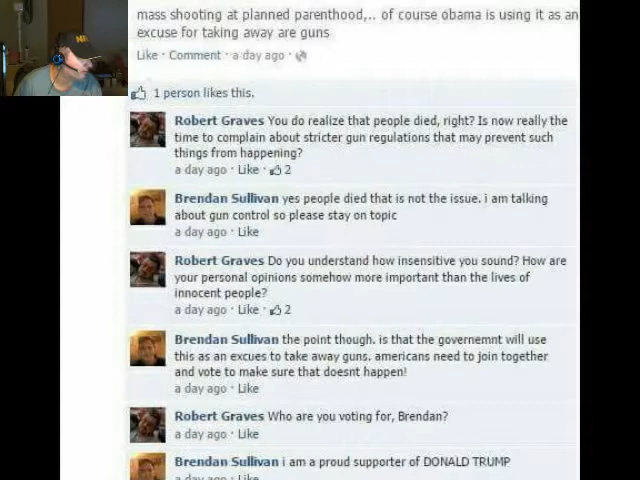 mass shooting at planned parenthood,.. of course obama is using it as an
excuse for taking away are guns
Like · Comment · a day ago ·
1 person likes this.
Robert Graves You do realize that people died, right? Is now really the
time to complain about stricter gun regulations that may prevent such
things from happening?
a day ago · Like · 2
Brendan Sullivan yes people died that is not the issue. i am talking
about gun control so please stay on topic
a day ago · Like
Robert Graves Do you understand how insensitive you sound? How are
your personal opinions somehow more important than the lives of
innocent people?
a day ago · Like · 2
Brendan Sullivan the point though. is that the governemnt will use
this as an excues to take away guns. americans need to join together
and vote to make sure that doesnt happen!
a day ago · Like
Robert Graves Who are you voting for, Brendan?
a day ago · Like
Brendan Sullivan i am a proud supporter of DONALD TRUMP
a day ago · Like